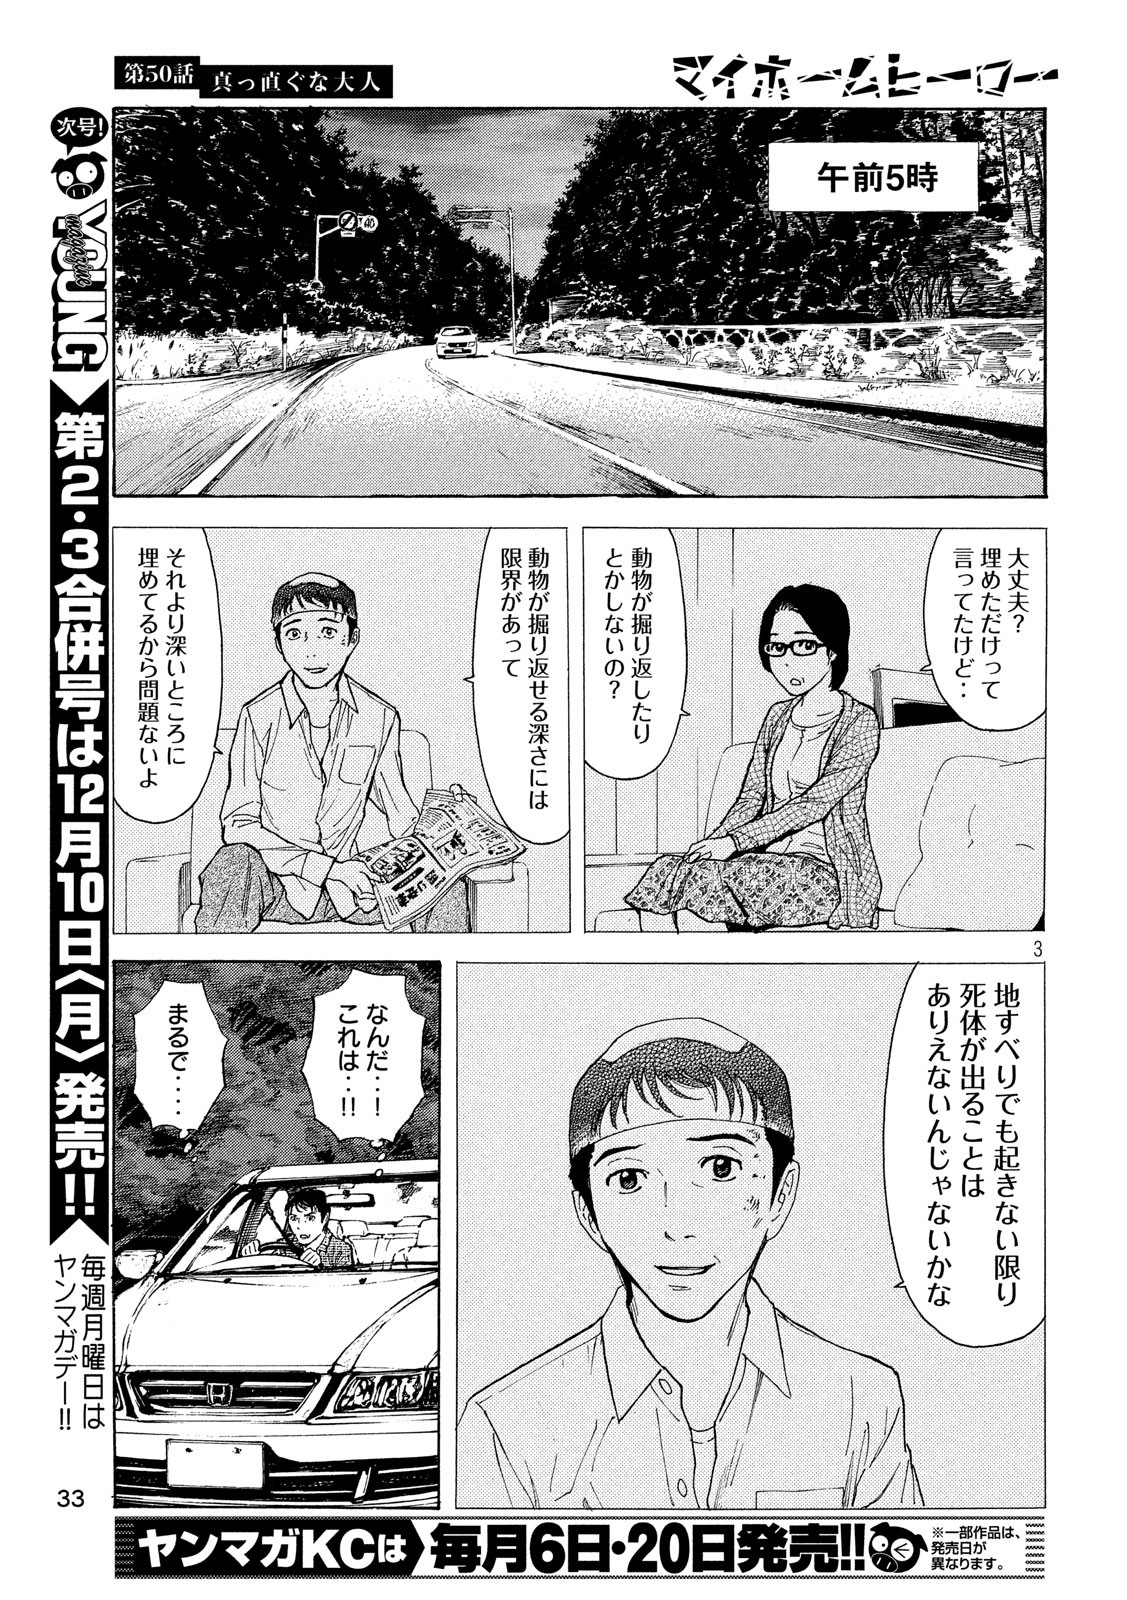 第50話
真っ直ぐな大人
マイホームヒーロー
午前5時
大丈夫?
埋めただけって
言ってたけど‥
動物が掘り返したり
とかしないの?
動物が掘り返せる深さには
限界があって
それより深いところに
埋めてるから問題ないよ
3
地すべりでも起きない限り
死体が出ることは
ありえないんじゃないかな
なんだ‥!
これは‥!!
まるで‥‥
40
次号!
YOUNG
magazine
第2・3合併号は12月10日〈月〉発売!!
毎週月曜日は
ヤンマガデー!!
33
ヤンマガKCは
毎月6日・20日発売!!
※一部作品は、
発売日が
異なります。